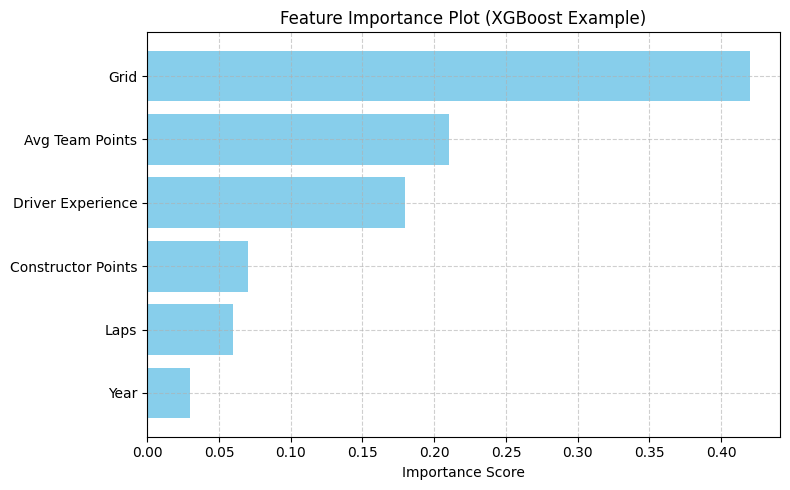 Feature Importance Plot (XGBoost Example)
Grid
Avg Team Points
Driver Experience
Constructor Points
Laps
Year
0.00 0.05 0.10 0.15 0.20 0.25 0.30 0.35 0.40
Importance Score